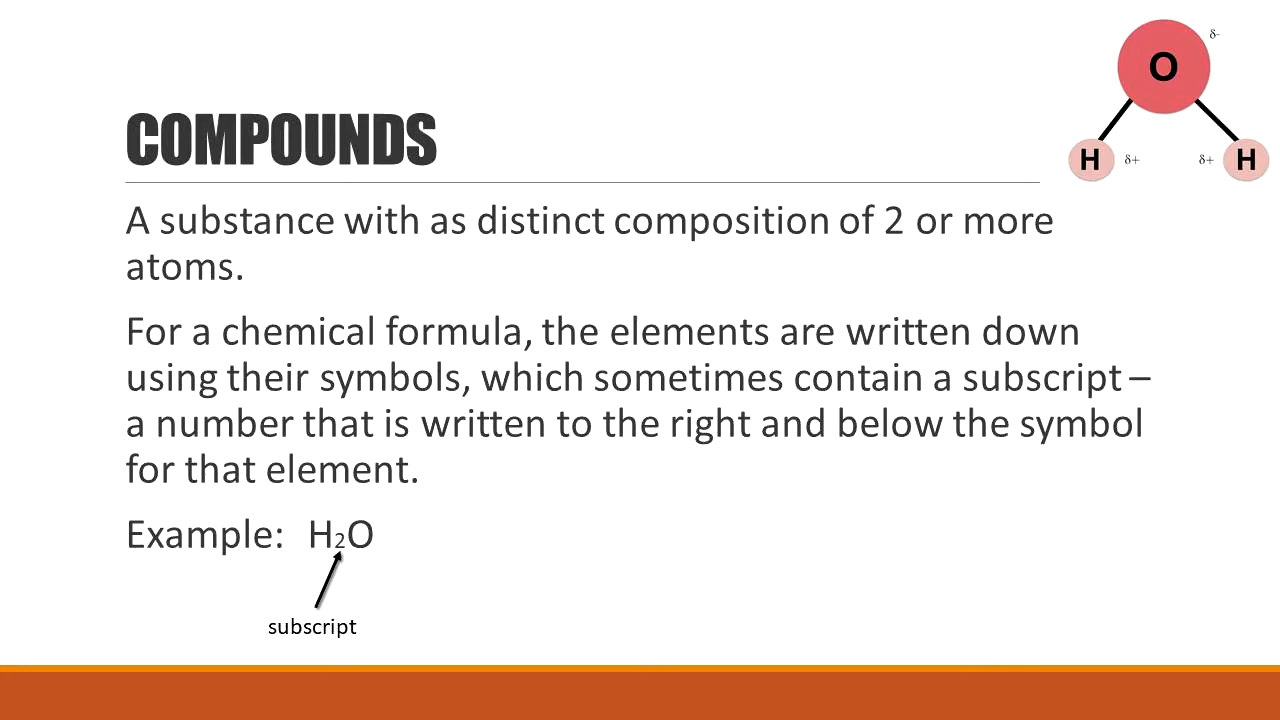 O δ-
H δ+ δ+ H
COMPOUNDS
A substance with as distinct composition of 2 or more
atoms.
For a chemical formula, the elements are written down
using their symbols, which sometimes contain a subscript –
a number that is written to the right and below the symbol
for that element.
Example: H₂O
subscript